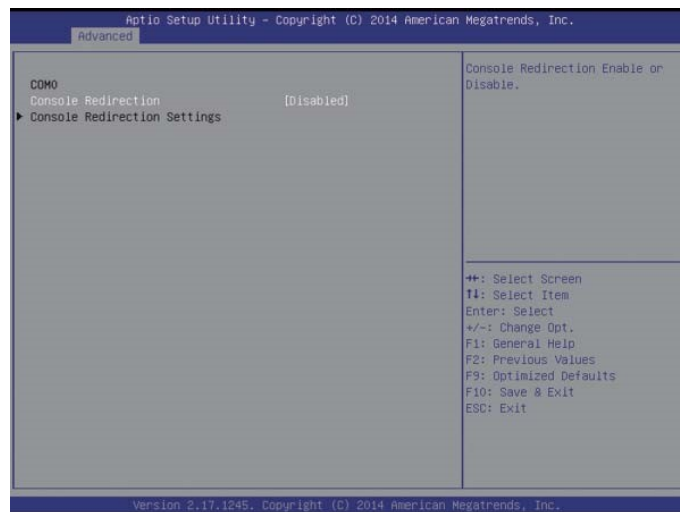 Aptio Setup Utility – Copyright (C) 2014 American Megatrends, Inc.
Advanced
COM0
Console Redirection [Disabled]
▶ Console Redirection Settings
Console Redirection Enable or
Disable.
→←: Select Screen
↑↓: Select Item
Enter: Select
+/-: Change Opt.
F1: General Help
F2: Previous Values
F9: Optimized Defaults
F10: Save & Exit
ESC: Exit
Version 2.17.1245. Copyright (C) 2014 American Megatrends, Inc.